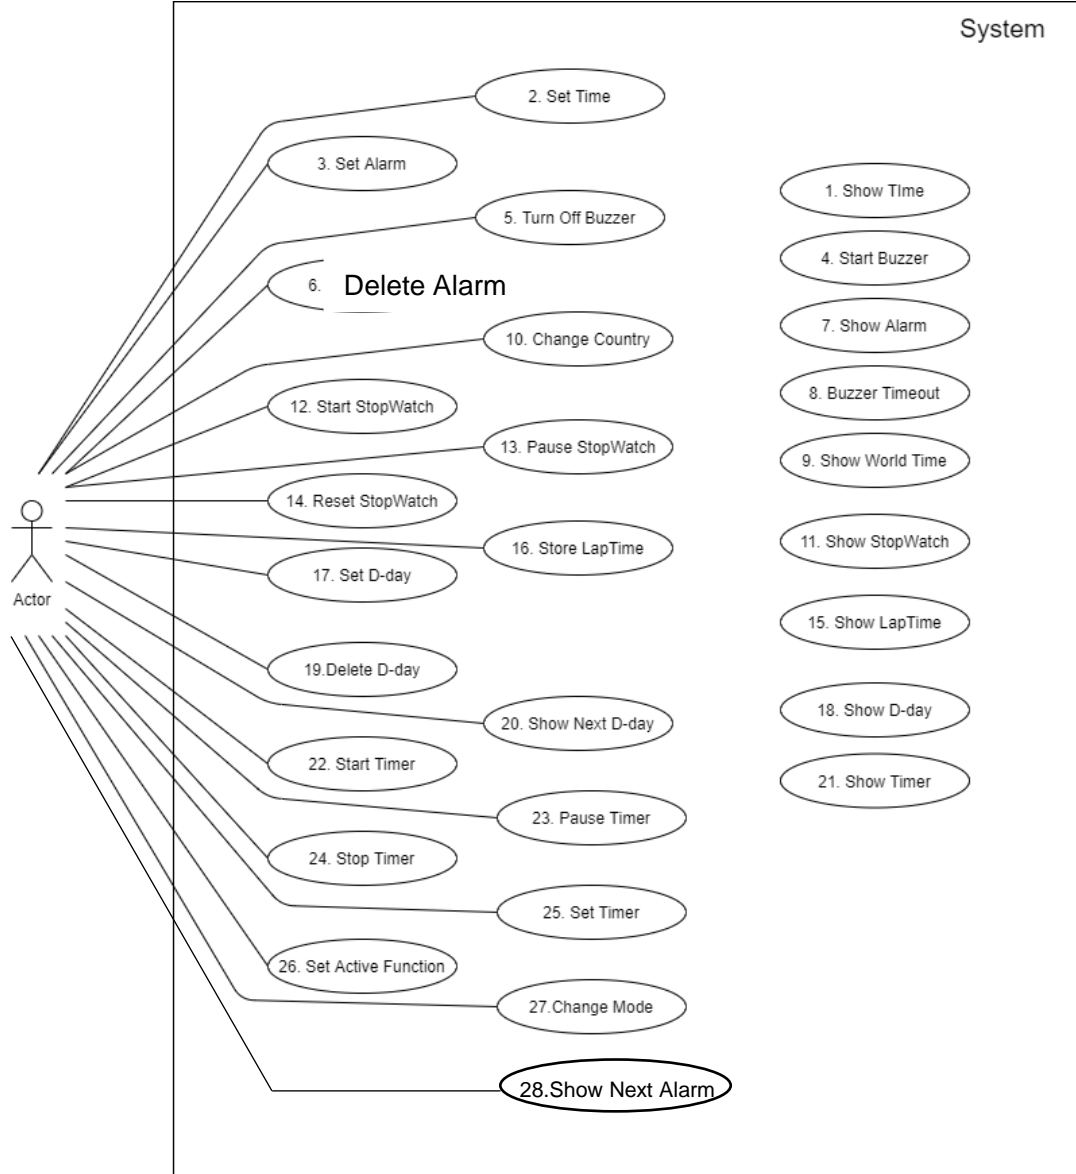 System
2. Set Time
3. Set Alarm
1. Show TIme
5. Turn Off Buzzer
4. Start Buzzer
6. Delete Alarm
7. Show Alarm
10. Change Country
8. Buzzer Timeout
12. Start StopWatch
13. Pause StopWatch
9. Show World Time
14. Reset StopWatch
16. Store LapTime
11. Show StopWatch
17. Set D-day
Actor
15. Show LapTime
19.Delete D-day
18. Show D-day
20. Show Next D-day
22. Start Timer
21. Show Timer
23. Pause Timer
24. Stop Timer
25. Set Timer
26. Set Active Function
27.Change Mode
28.Show Next Alarm